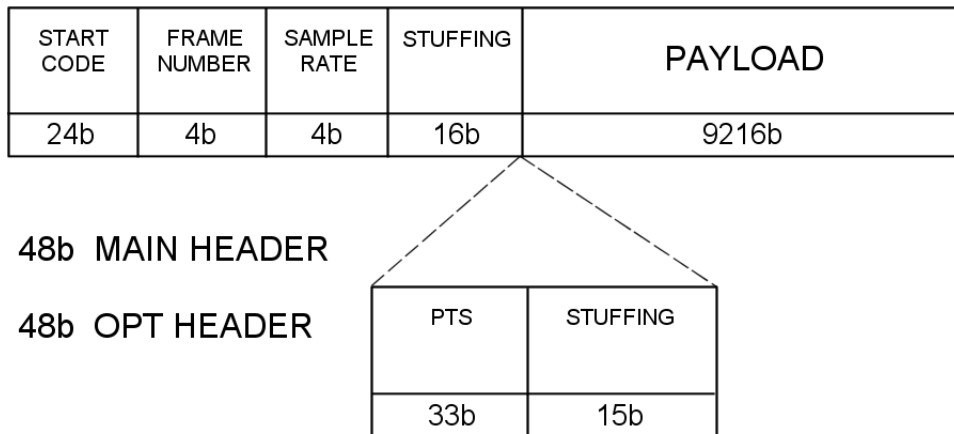 START CODE
FRAME NUMBER
SAMPLE RATE
STUFFING
PAYLOAD
24b
4b
4b
16b
9216b
48b MAIN HEADER
48b OPT HEADER
PTS
STUFFING
33b
15b